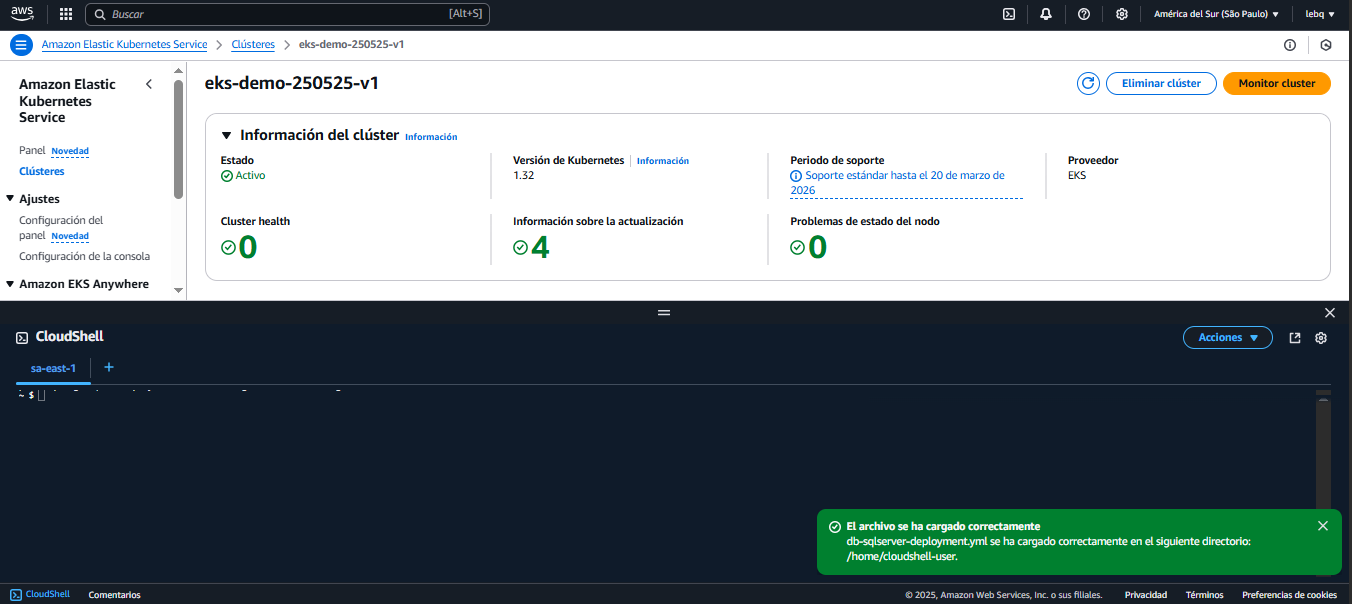 aws
Buscar [Alt+S]
América del Sur (São Paulo) ▼
lebq ▼
Amazon Elastic Kubernetes Service > Clústeres > eks-demo-250525-v1
Amazon Elastic
Kubernetes
Service
Panel Novedad
Clústeres
▼ Ajustes
Configuración del
panel Novedad
Configuración de la consola
▼ Amazon EKS Anywhere
eks-demo-250525-v1
Eliminar clúster
Monitor cluster
▼ Información del clúster Información
Estado
Activo
Versión de Kubernetes | Información
1.32
Periodo de soporte
Soporte estándar hasta el 20 de marzo de
2026
Proveedor
EKS
Cluster health
0
Información sobre la actualización
4
Problemas de estado del nodo
0
CloudShell
Acciones ▼
sa-east-1 +
~ $
El archivo se ha cargado correctamente
db-sqlserver-deployment.yml se ha cargado correctamente en el siguiente directorio:
/home/cloudshell-user.
CloudShell Comentarios
© 2025, Amazon Web Services, Inc. o sus filiales. Privacidad Términos Preferencias de cookies